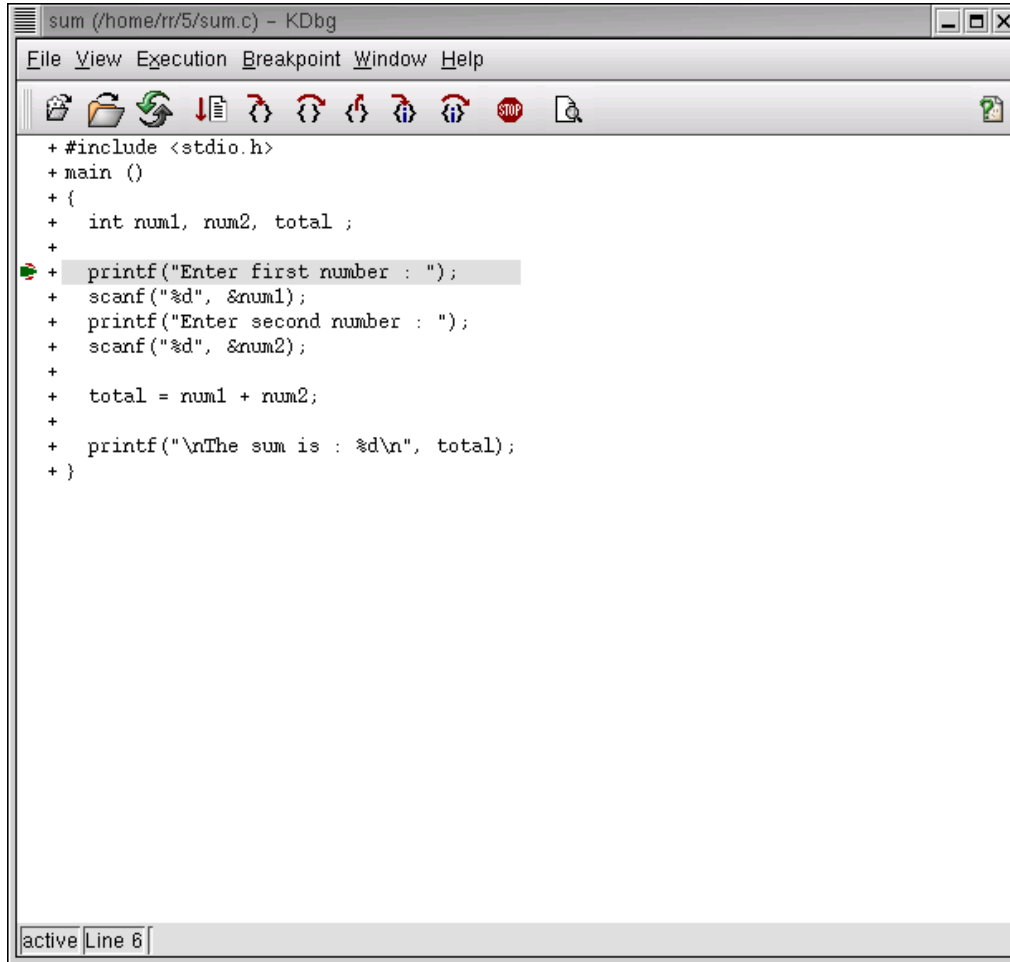 sum (/home/rr/5/sum.c) – KDbg
File View Execution Breakpoint Window Help
STOP
+ #include <stdio.h>
+ main ()
+ {
+   int num1, num2, total ;
+
+   printf("Enter first number : ");
+   scanf("%d", &num1);
+   printf("Enter second number : ");
+   scanf("%d", &num2);
+
+   total = num1 + num2;
+
+   printf("\nThe sum is : %d\n", total);
+ }
active Line 6